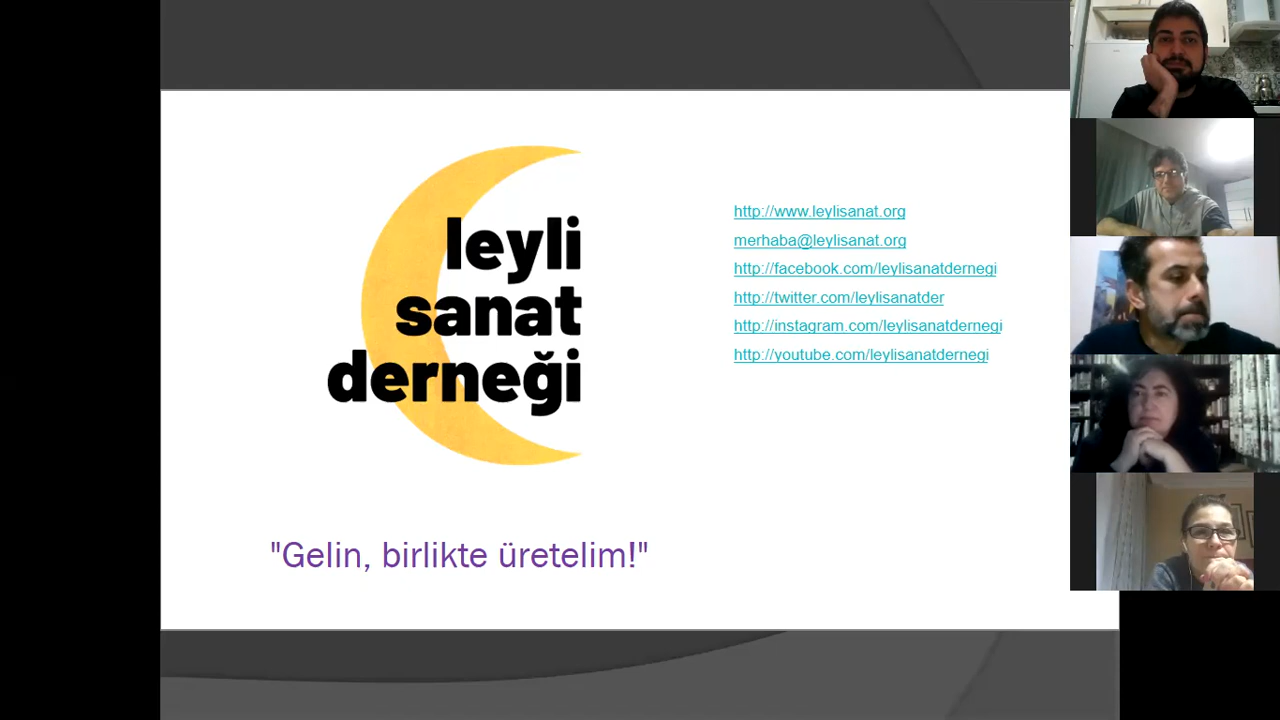 leyli
sanat
derneği
http://www.leylisanat.org
merhaba@leylisanat.org
http://facebook.com/leylisanatdernegi
http://twitter.com/leylisanatder
http://instagram.com/leylisanatdernegi
http://youtube.com/leylisanatdernegi
"Gelin, birlikte üretelim!"